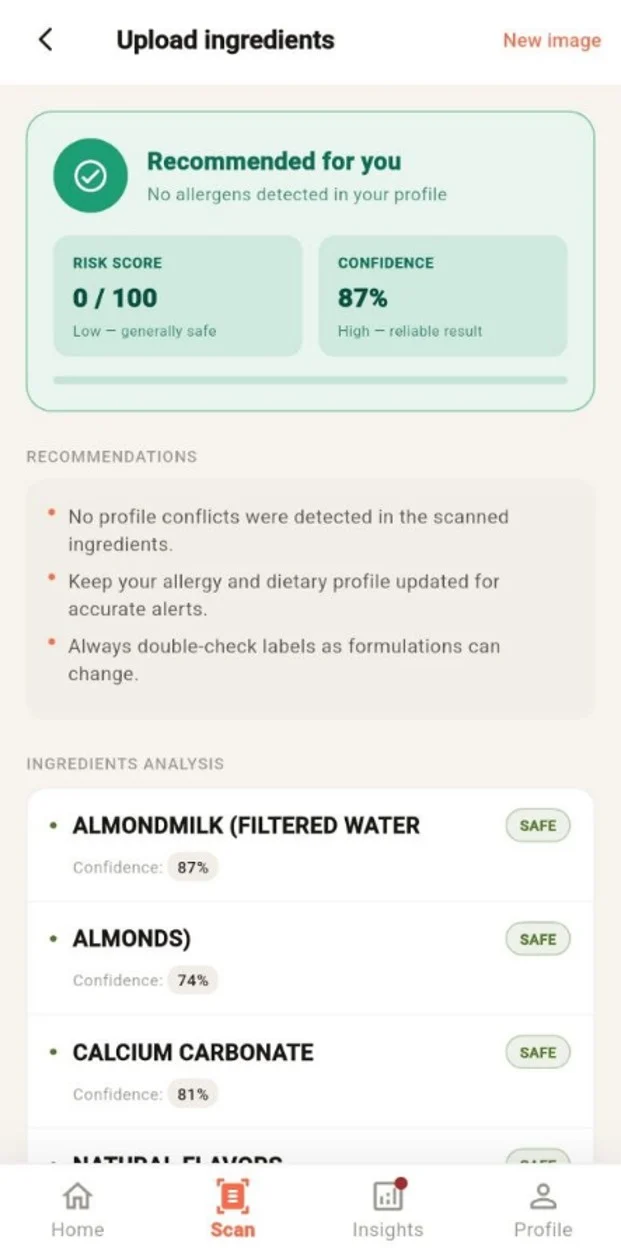 Upload ingredients
New image
Recommended for you
No allergens detected in your profile
RISK SCORE
0 / 100
Low — generally safe
CONFIDENCE
87%
High — reliable result
RECOMMENDATIONS
• No profile conflicts were detected in the scanned
ingredients.
• Keep your allergy and dietary profile updated for
accurate alerts.
• Always double-check labels as formulations can
change.
INGREDIENTS ANALYSIS
• ALMONDMILK (FILTERED WATER
SAFE
Confidence: 87%
• ALMONDS)
SAFE
Confidence: 74%
• CALCIUM CARBONATE
SAFE
Confidence: 81%
NATURAL FLAVORS
SAFE
Home
Scan
Insights
Profile